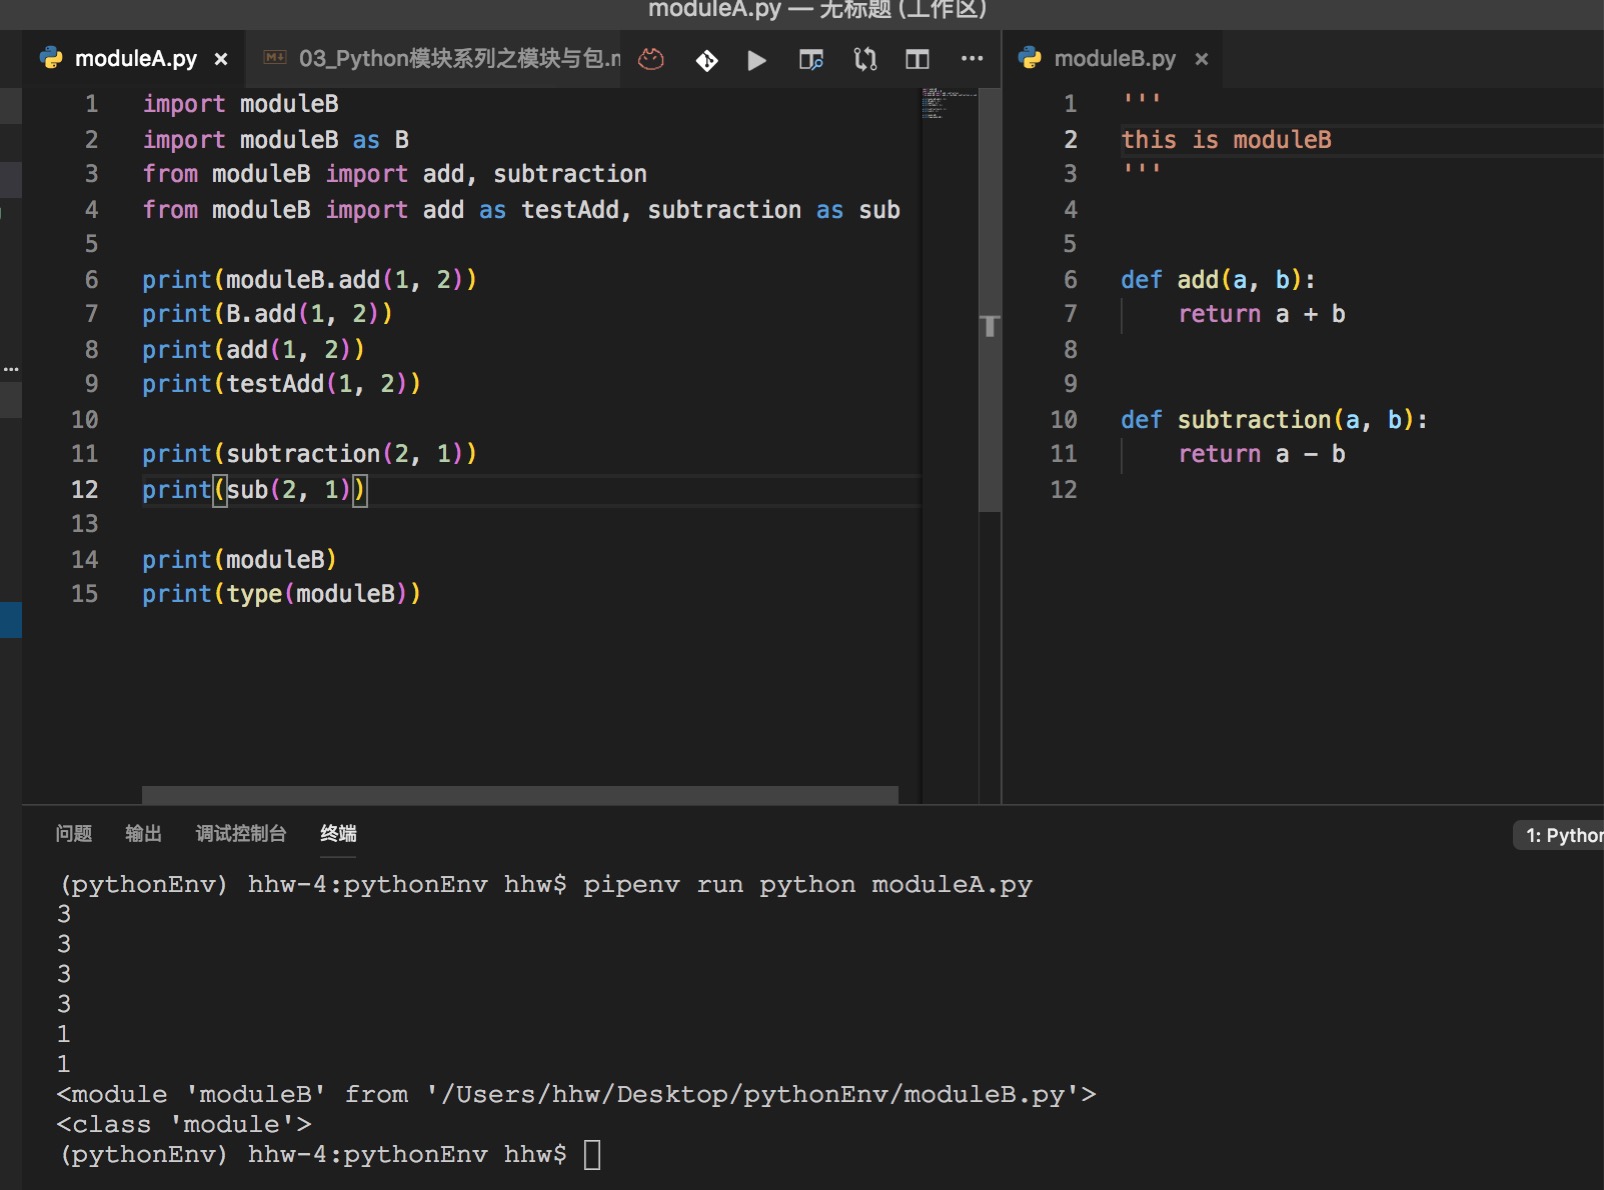 moduleA.py — 无标题 (工作区)
moduleA.py ×
03_Python模块系列之模块与包.m
moduleB.py ×
1 import moduleB
2 import moduleB as B
3 from moduleB import add, subtraction
4 from moduleB import add as testAdd, subtraction as sub
5
6 print(moduleB.add(1, 2))
7 print(B.add(1, 2))
8 print(add(1, 2))
9 print(testAdd(1, 2))
10
11 print(subtraction(2, 1))
12 print(sub(2, 1))
13
14 print(moduleB)
15 print(type(moduleB))
1 '''
2 this is moduleB
3 '''
4
5
6 def add(a, b):
7 return a + b
8
9
10 def subtraction(a, b):
11 return a - b
12
问题 输出 调试控制台 终端
1: Python
(pythonEnv) hhw-4:pythonEnv hhw$ pipenv run python moduleA.py
3
3
3
3
1
1
<module 'moduleB' from '/Users/hhw/Desktop/pythonEnv/moduleB.py'>
<class 'module'>
(pythonEnv) hhw-4:pythonEnv hhw$